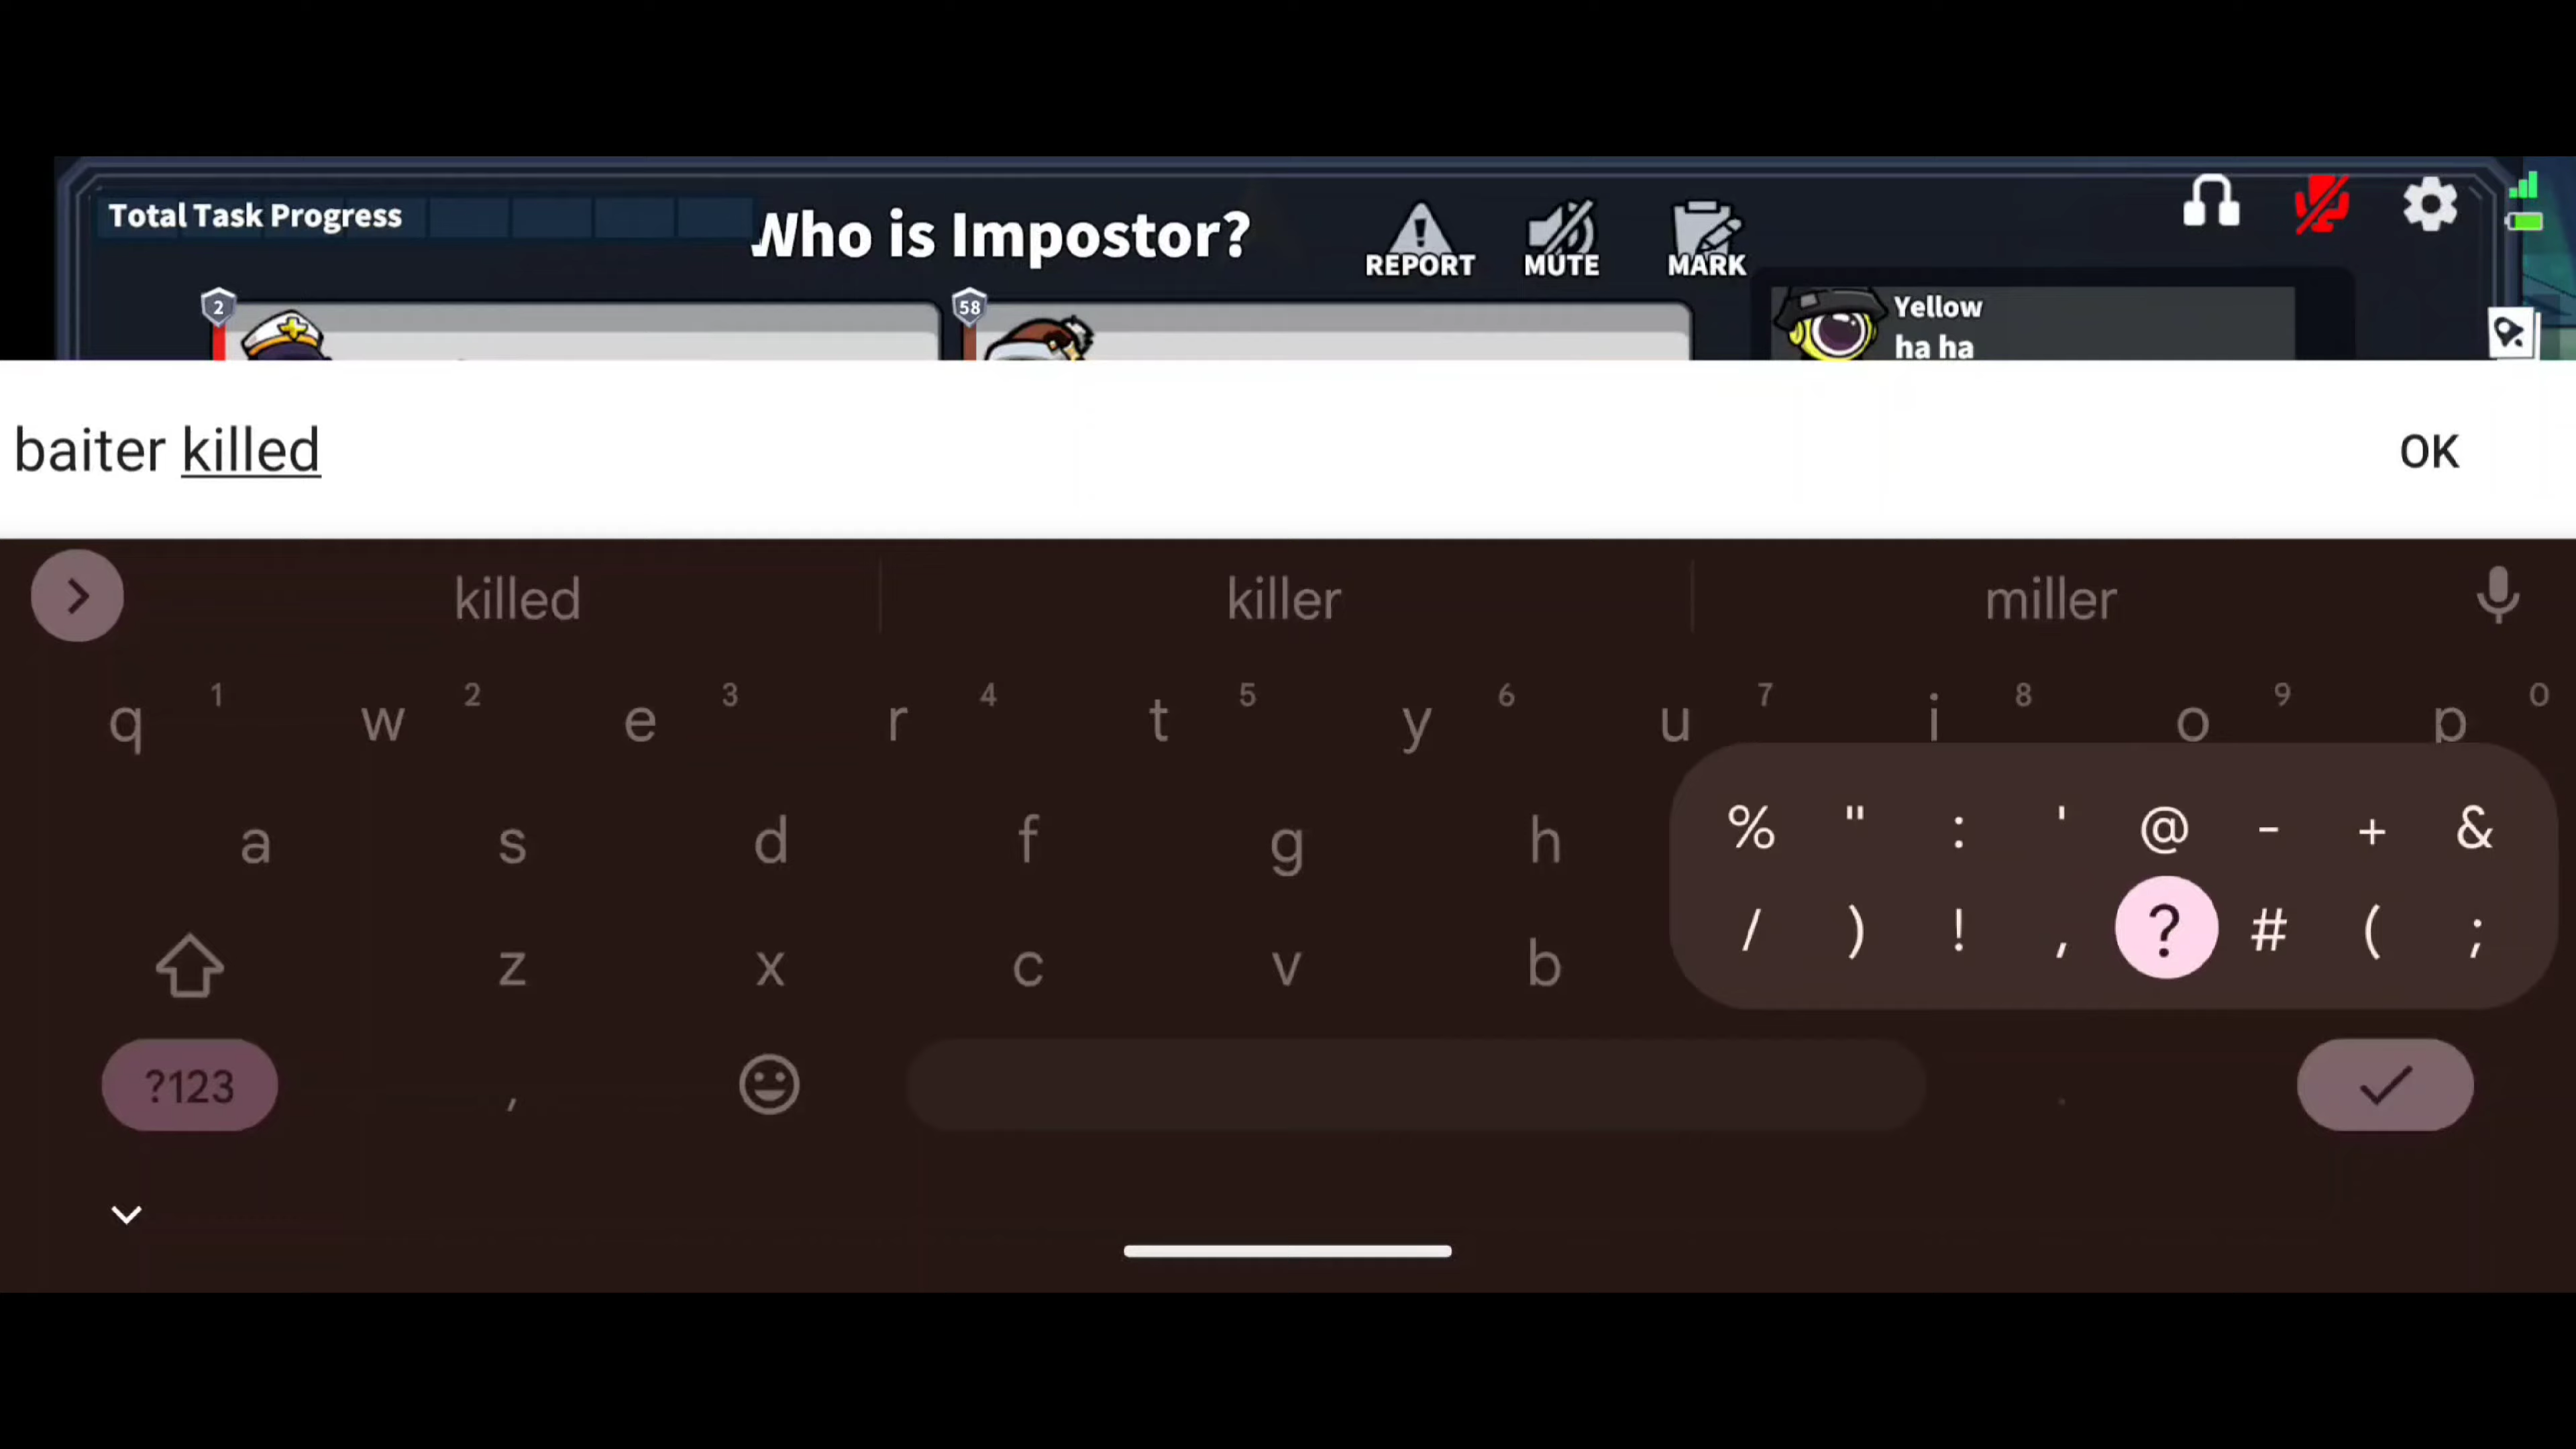 Total Task Progress
Who is Impostor?
REPORT MUTE MARK
2 58
Yellow
ha ha
baiter killed OK
killed killer miller
q 1 w 2 e 3 r 4 t 5 y 6 u 7 i 8 o 9 p 0
% " : ' @ - + &
a s d f g h
/ ) ! , ? # ( ;
z x c v b
?123 , .